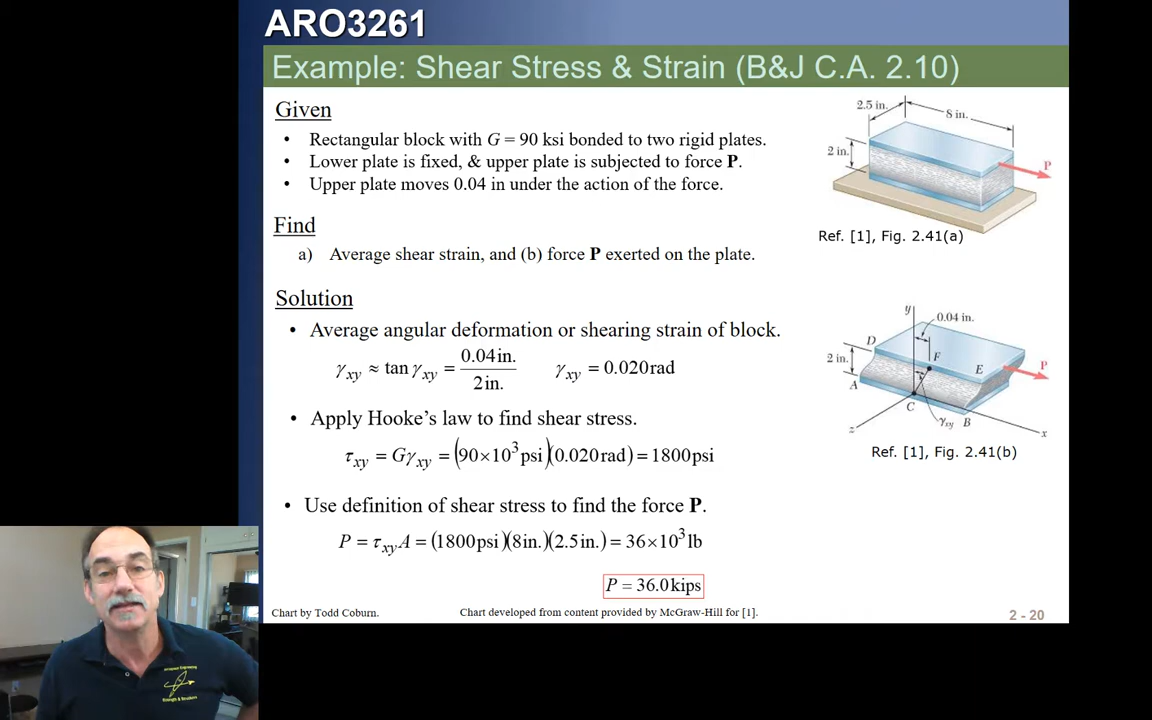 ARO3261
Example: Shear Stress & Strain (B&J C.A. 2.10)
Given
• Rectangular block with G = 90 ksi bonded to two rigid plates.
• Lower plate is fixed, & upper plate is subjected to force P.
• Upper plate moves 0.04 in under the action of the force.
2.5 in.
8 in.
2 in.
P
Ref. [1], Fig. 2.41(a)
Find
a) Average shear strain, and (b) force P exerted on the plate.
Solution
• Average angular deformation or shearing strain of block.
γxy ≈ tan γxy = 0.04 in. / 2 in.   γxy = 0.020 rad
• Apply Hooke's law to find shear stress.
τxy = Gγxy = (90×10³ psi)(0.020 rad) = 1800 psi
y
0.04 in.
D
2 in.
F
E
P
A
C
γxy
B
z
x
Ref. [1], Fig. 2.41(b)
• Use definition of shear stress to find the force P.
P = τxy A = (1800 psi)(8 in.)(2.5 in.) = 36×10³ lb
P = 36.0 kips
Chart by Todd Coburn.
Chart developed from content provided by McGraw-Hill for [1].
2 - 20